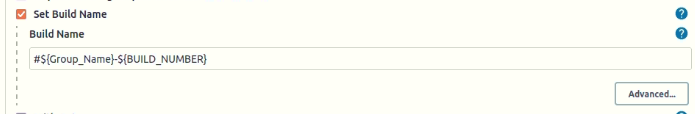 Set Build Name
Build Name
#${Group_Name}-${BUILD_NUMBER}
Advanced...